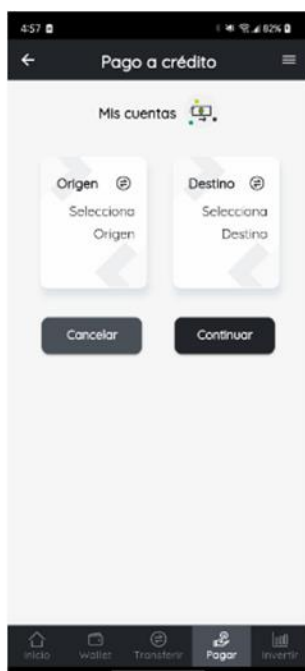 4:57
82%
Pago a crédito
Mis cuentas
Origen Destino
Selecciona Selecciona
Origen Destino
Cancelar Continuar
Inicio Wallet Transferir Pagar Invertir